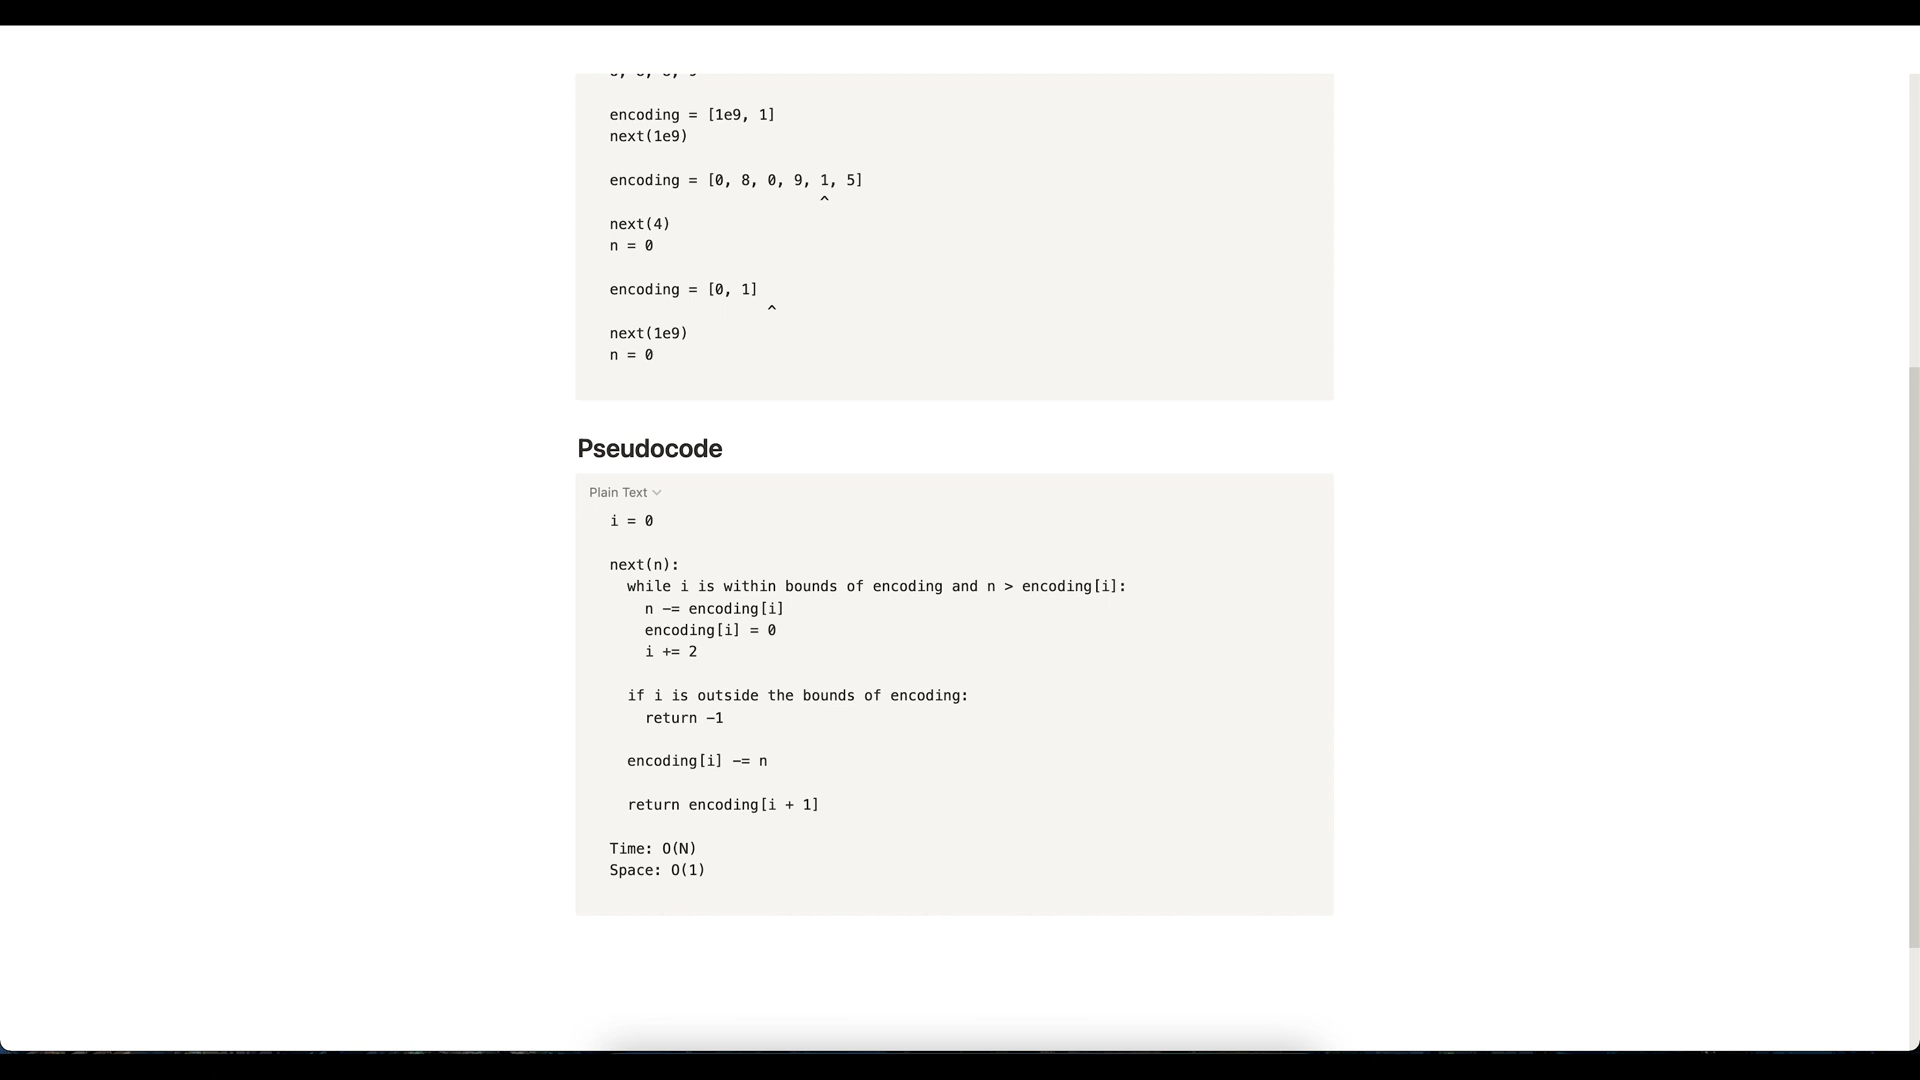 encoding = [1e9, 1]
next(1e9)
encoding = [0, 8, 0, 9, 1, 5]
^
next(4)
n = 0
encoding = [0, 1]
^
next(1e9)
n = 0
Pseudocode
Plain Text
i = 0
next(n):
while i is within bounds of encoding and n > encoding[i]:
n -= encoding[i]
encoding[i] = 0
i += 2
if i is outside the bounds of encoding:
return -1
encoding[i] -= n
return encoding[i + 1]
Time: O(N)
Space: O(1)